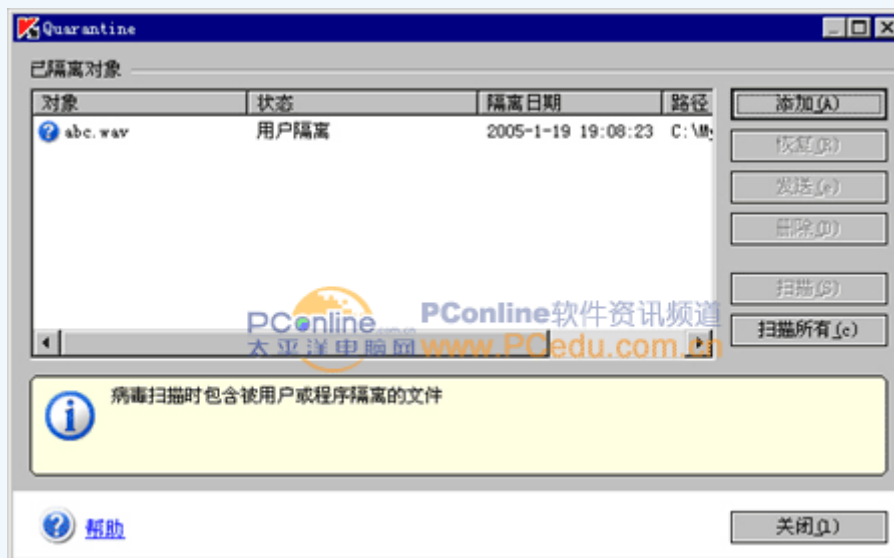 Quarantine
已隔离对象
对象 状态 隔离日期 路径
abc.wav 用户隔离 2005-1-19 19:08:23 C:\My
添加(A)
恢复(R)
发送(e)
删除(D)
扫描(S)
扫描所有(c)
PConline.com.cn
太平洋电脑网
PConline软件资讯频道
www.PCedu.com.cn
病毒扫描时包含被用户或程序隔离的文件
帮助
关闭(l)